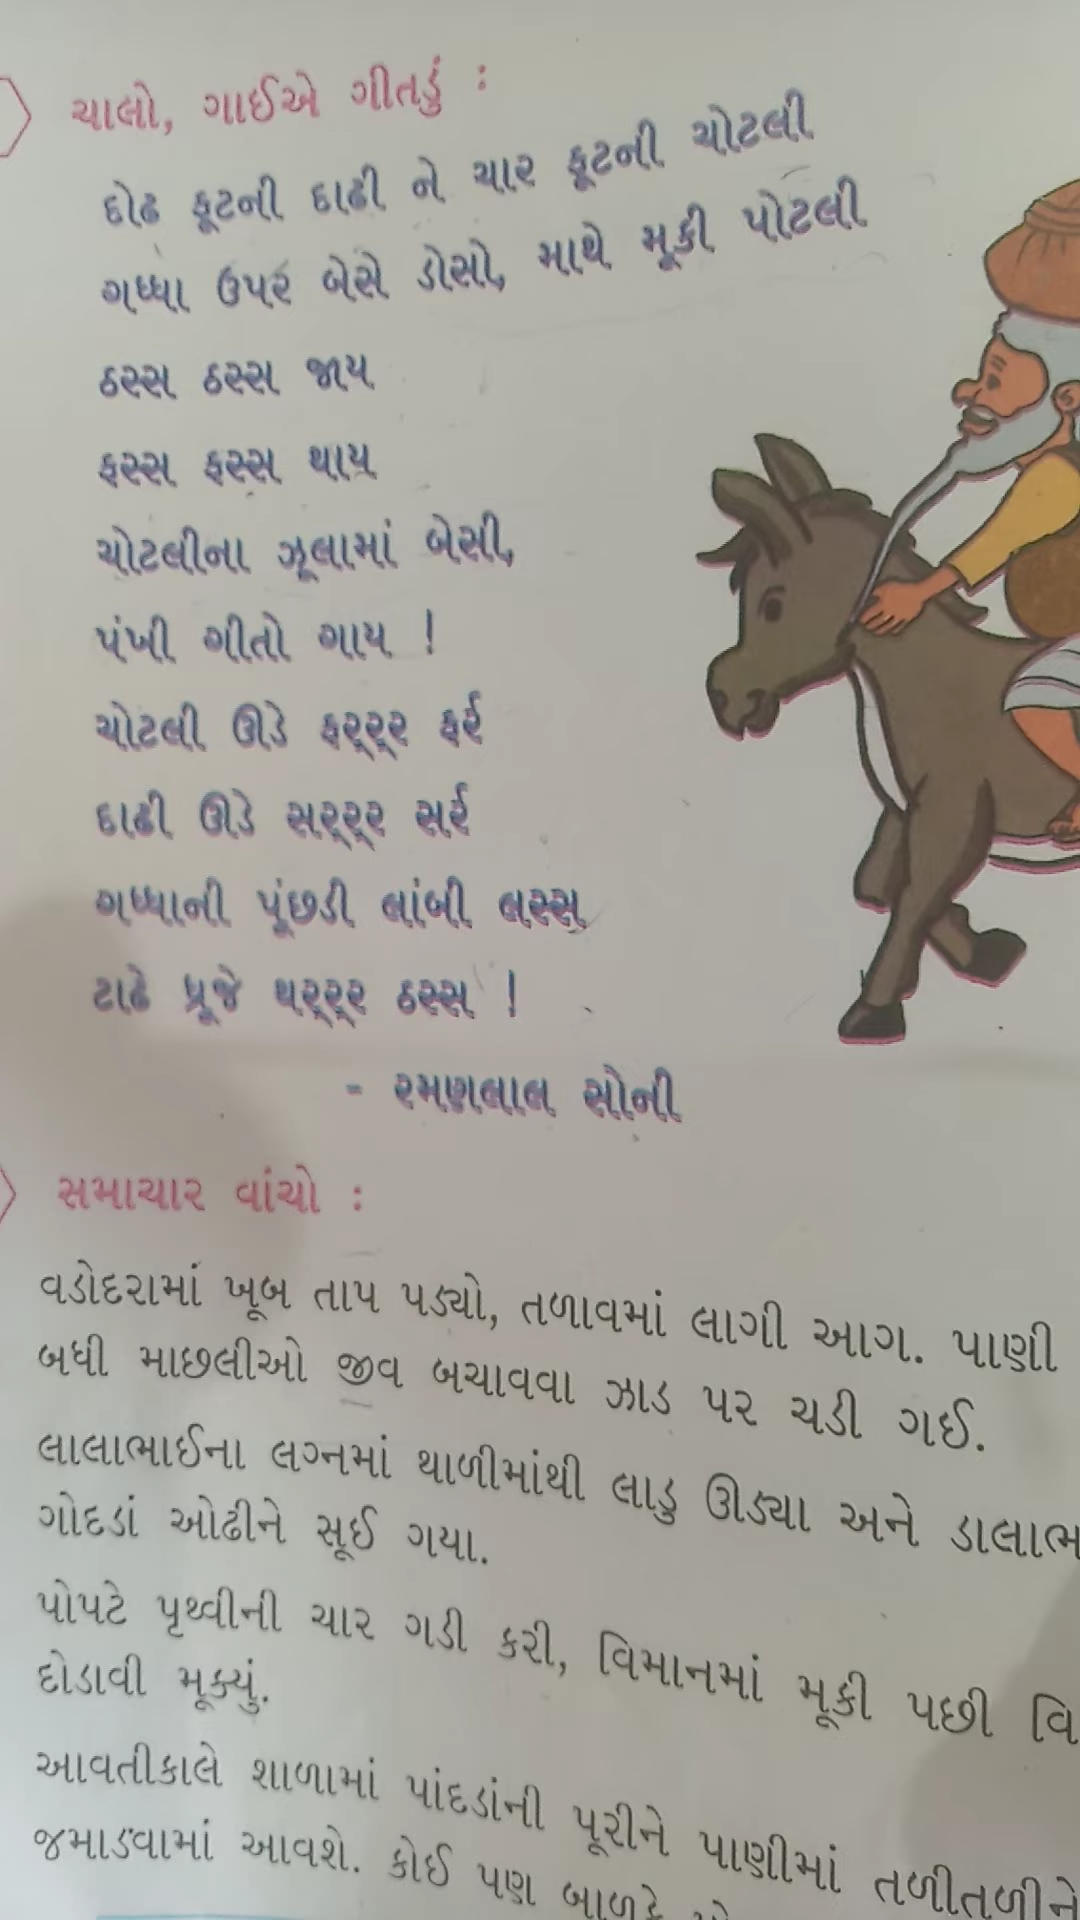 ચાલો, ગાઈએ ગીતડું :
દોઢ ફૂટની દાઢી ને ચાર ફૂટની ચોટલી
ગધ્ધા ઉપર બેસે ડોસો, માથે મૂકી પોટલી
ઠસ્સ ઠસ્સ જાય
ફસ્સ ફસ્સ થાય
ચોટલીના ઝૂલામાં બેસી,
પંખી ગીતો ગાય !
ચોટલી ઊડે ફર્‌ર્‌ર્‌ર ફર્ર
દાઢી ઊડે સર્‌ર્‌ર્‌ર સર્ર
ગધ્ધાની પૂંછડી લાંબી લસ્સ
ટાઢે ધ્રૂજે થર્‌ર્‌ર્‌ર ઠસ્સ !
- રમણલાલ સોની
સમાચાર વાંચો :
વડોદરામાં ખૂબ તાપ પડ્યો, તળાવમાં લાગી આગ. પાણી
બધી માછલીઓ જીવ બચાવવા ઝાડ પર ચડી ગઈ.
લાલાભાઈના લગ્નમાં થાળીમાંથી લાડુ ઊડ્યા અને
ગોદડાં ઓઢીને સૂઈ ગયા.
પોપટે પૃથ્વીની ચાર ગડી કરી, વિમાનમાં મૂકી પછી
દોડાવી મૂક્યું.
આવતીકાલે શાળામાં પાંદડાંની પૂરીને પાણીમાં તળીતળીને
જમાડવામાં આવશે. કોઈ પણ